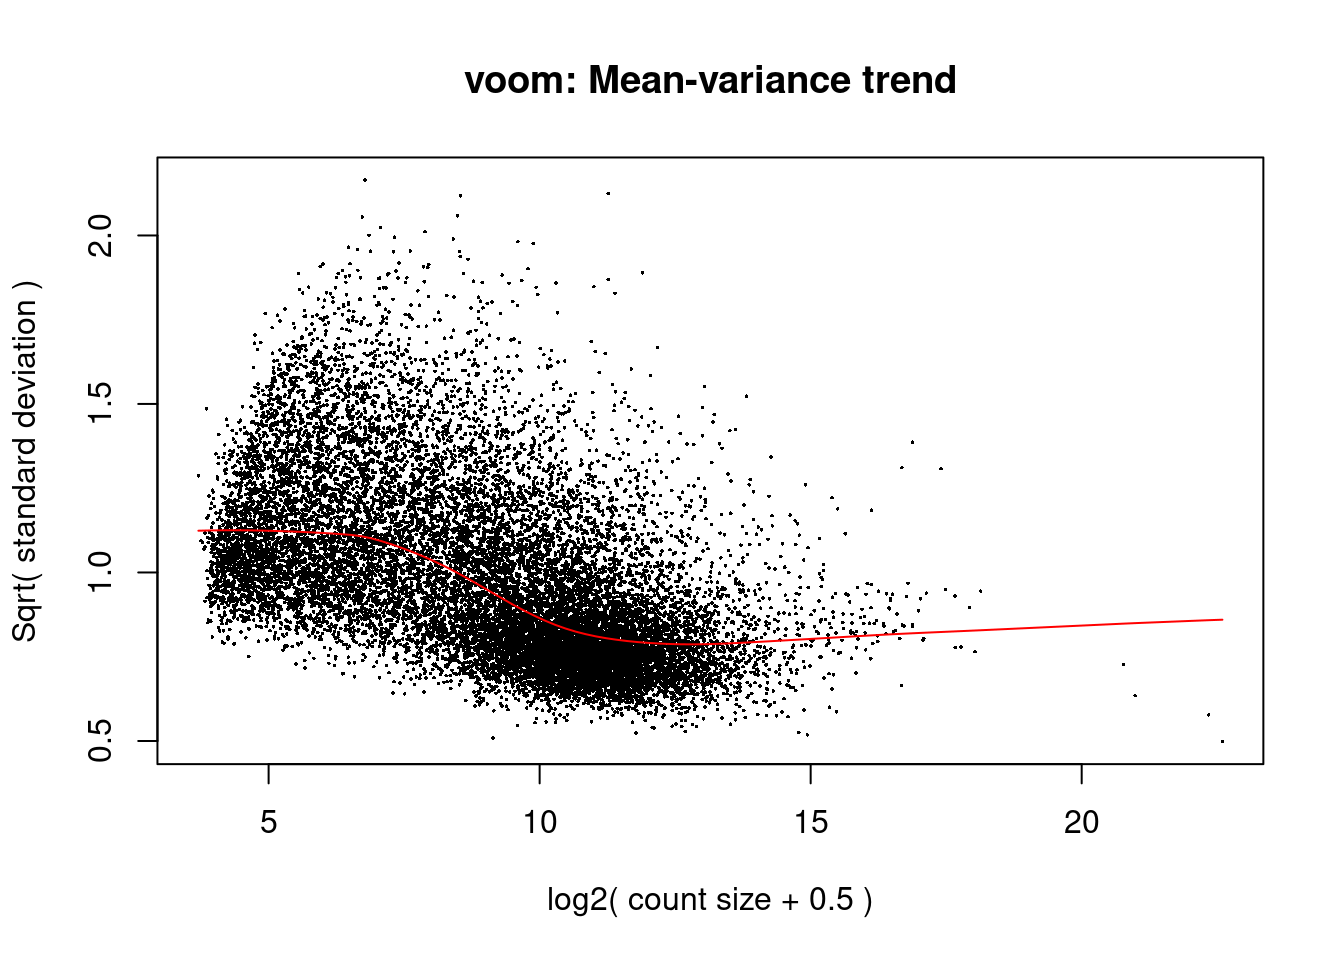 voom: Mean-variance trend
Sqrt( standard deviation )
2.0
1.5
1.0
0.5
5 10 15 20
log2( count size + 0.5 )